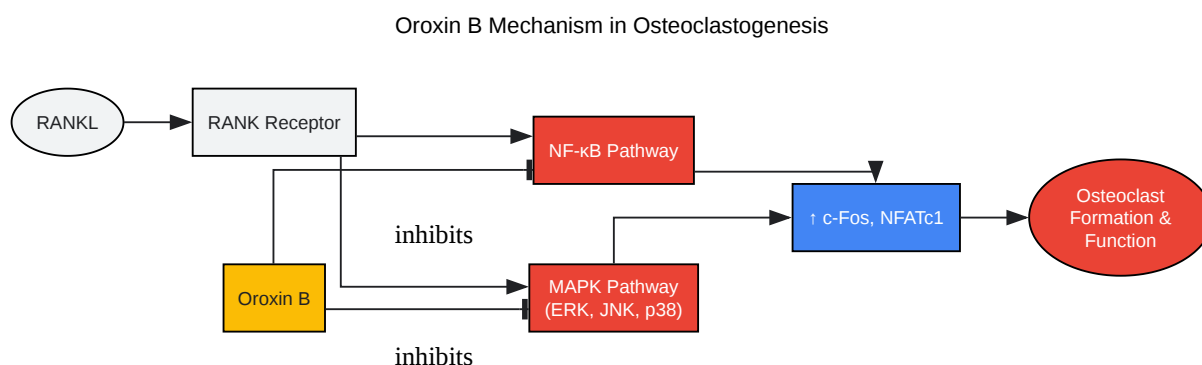 Oroxin B Mechanism in Osteoclastogenesis
RANKL
RANK Receptor
NF-κB Pathway
Osteoclast
Formation &
Function
↑ c-Fos, NFATc1
inhibits
Oroxin B
MAPK Pathway
(ERK, JNK, p38)
inhibits